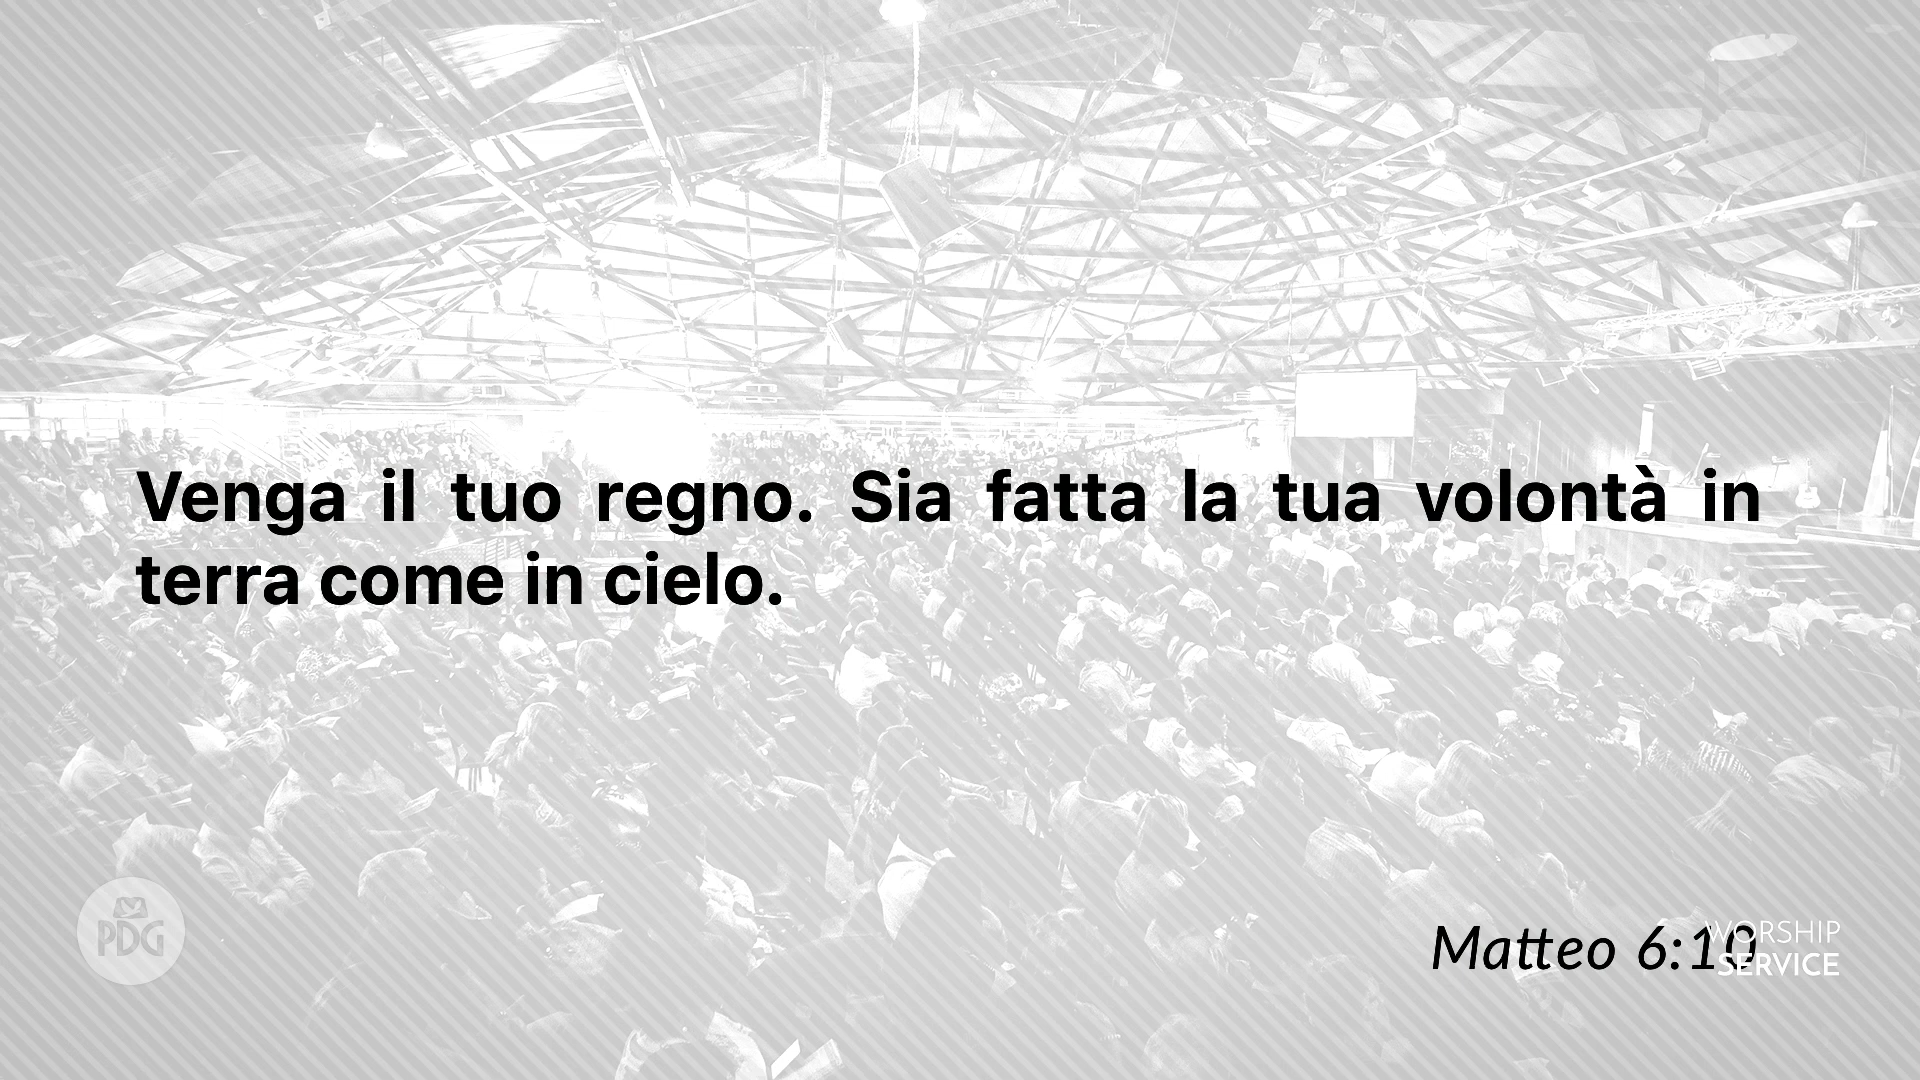 Venga il tuo regno. Sia fatta la tua volontà in
terra come in cielo.
PDG
Matteo 6:10
WORSHIP
SERVICE